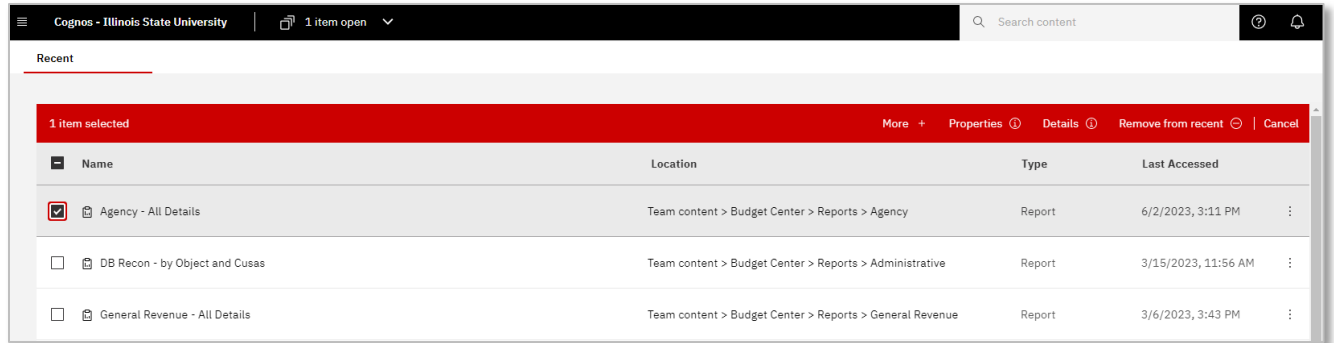 Cognos - Illinois State University 1 item open Search content
Recent
1 item selected More + Properties Details Remove from recent | Cancel
Name Location Type Last Accessed
Agency - All Details Team content > Budget Center > Reports > Agency Report 6/2/2023, 3:11 PM
DB Recon - by Object and Cusas Team content > Budget Center > Reports > Administrative Report 3/15/2023, 11:56 AM
General Revenue - All Details Team content > Budget Center > Reports > General Revenue Report 3/6/2023, 3:43 PM